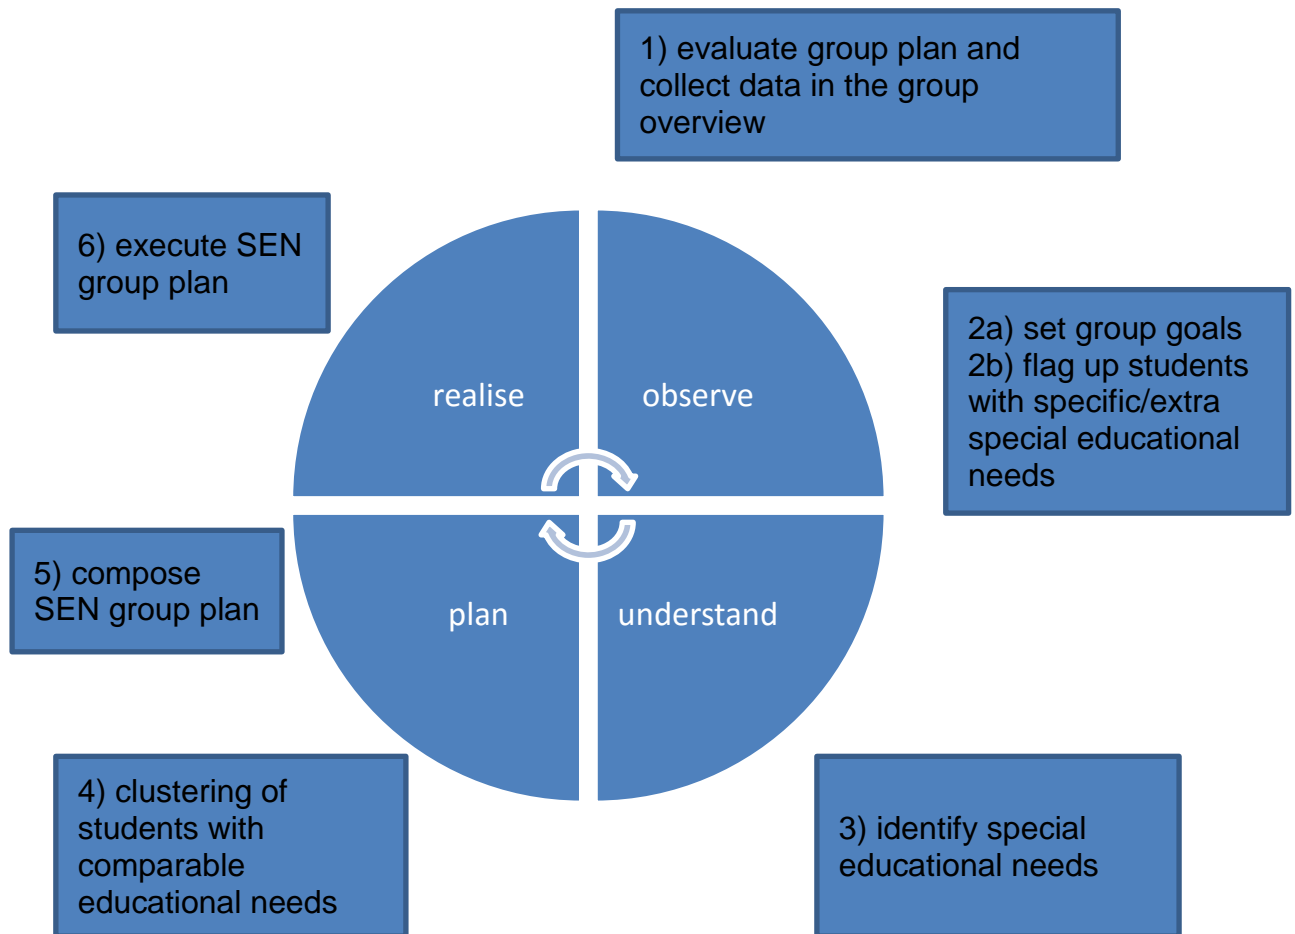 1) evaluate group plan and
collect data in the group
overview
6) execute SEN
group plan
2a) set group goals
2b) flag up students
with specific/extra
special educational
needs
realise
observe
5) compose
SEN group plan
plan
understand
4) clustering of
students with
comparable
educational needs
3) identify special
educational needs